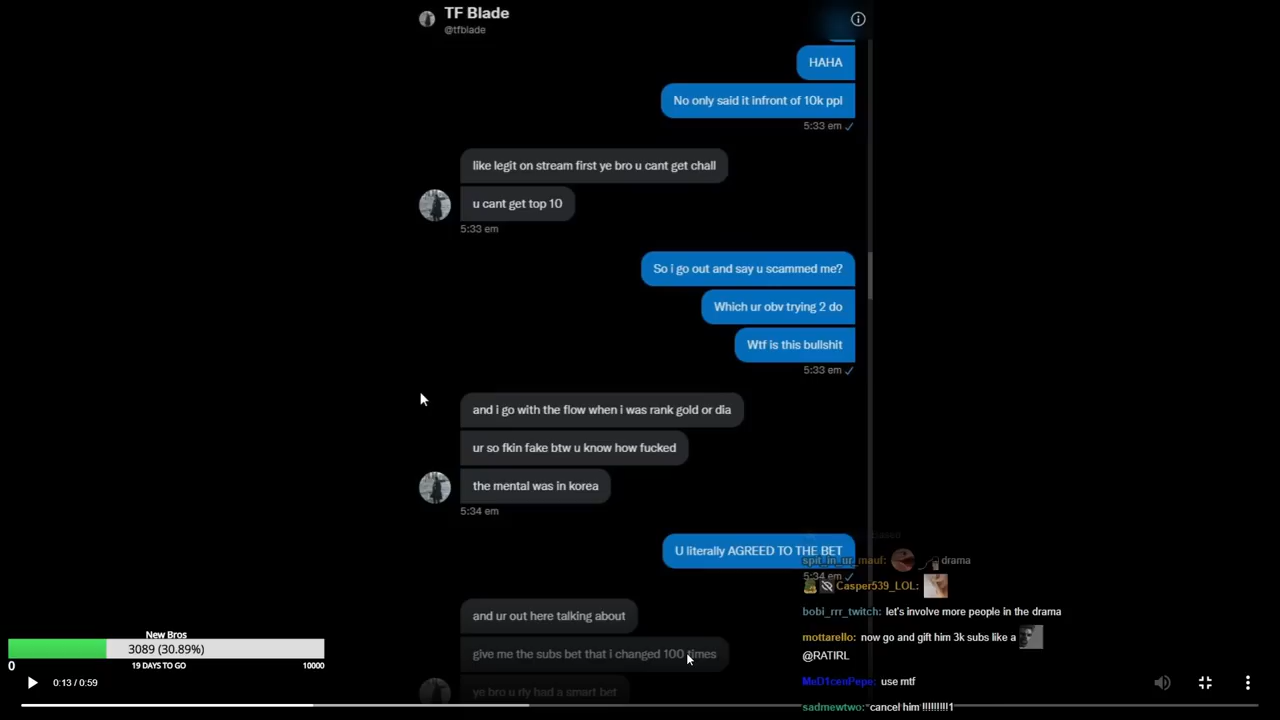 TF Blade
@tfblade
HAHA
No only said it infront of 10k ppl
5:33 em
like legit on stream first ye bro u cant get chall
u cant get top 10
5:33 em
So i go out and say u scammed me?
Which ur obv trying 2 do
Wtf is this bullshit
5:33 em
and i go with the flow when i was rank gold or dia
ur so fkin fake btw u know how fucked
the mental was in korea
5:34 em
U literally AGREED TO THE BET
5:34 em
and ur out here talking about
give me the subs bet that i changed 100 times
ye bro u rly had a smart bet
spit_in_ur_mauf: drama
Casper539_LOL:
bobi_rrr_twitch: let's involve more people in the drama
mottarello: now go and gift him 3k subs like a
@RATIRL
MeD1cenPepe: use mtf
sadmewtwo: *cancel him !!!!!!!!!1
New Bros
3089 (30.89%)
0 19 DAYS TO GO 10000
0:13 / 0:59